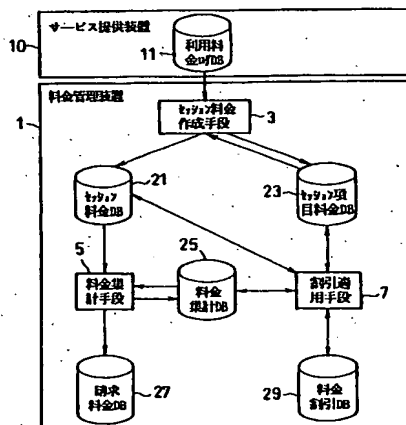 サービス提供装置
10
11
利用料
金DB
料金管理装置
1
セッション料金
作成手段
3
21
セッション
料金DB
23
セッション項
目料金DB
25
5
料金集
計手段
料金
集計DB
割引適
用手段
7
請求
料金DB
27
29
料金
割引DB